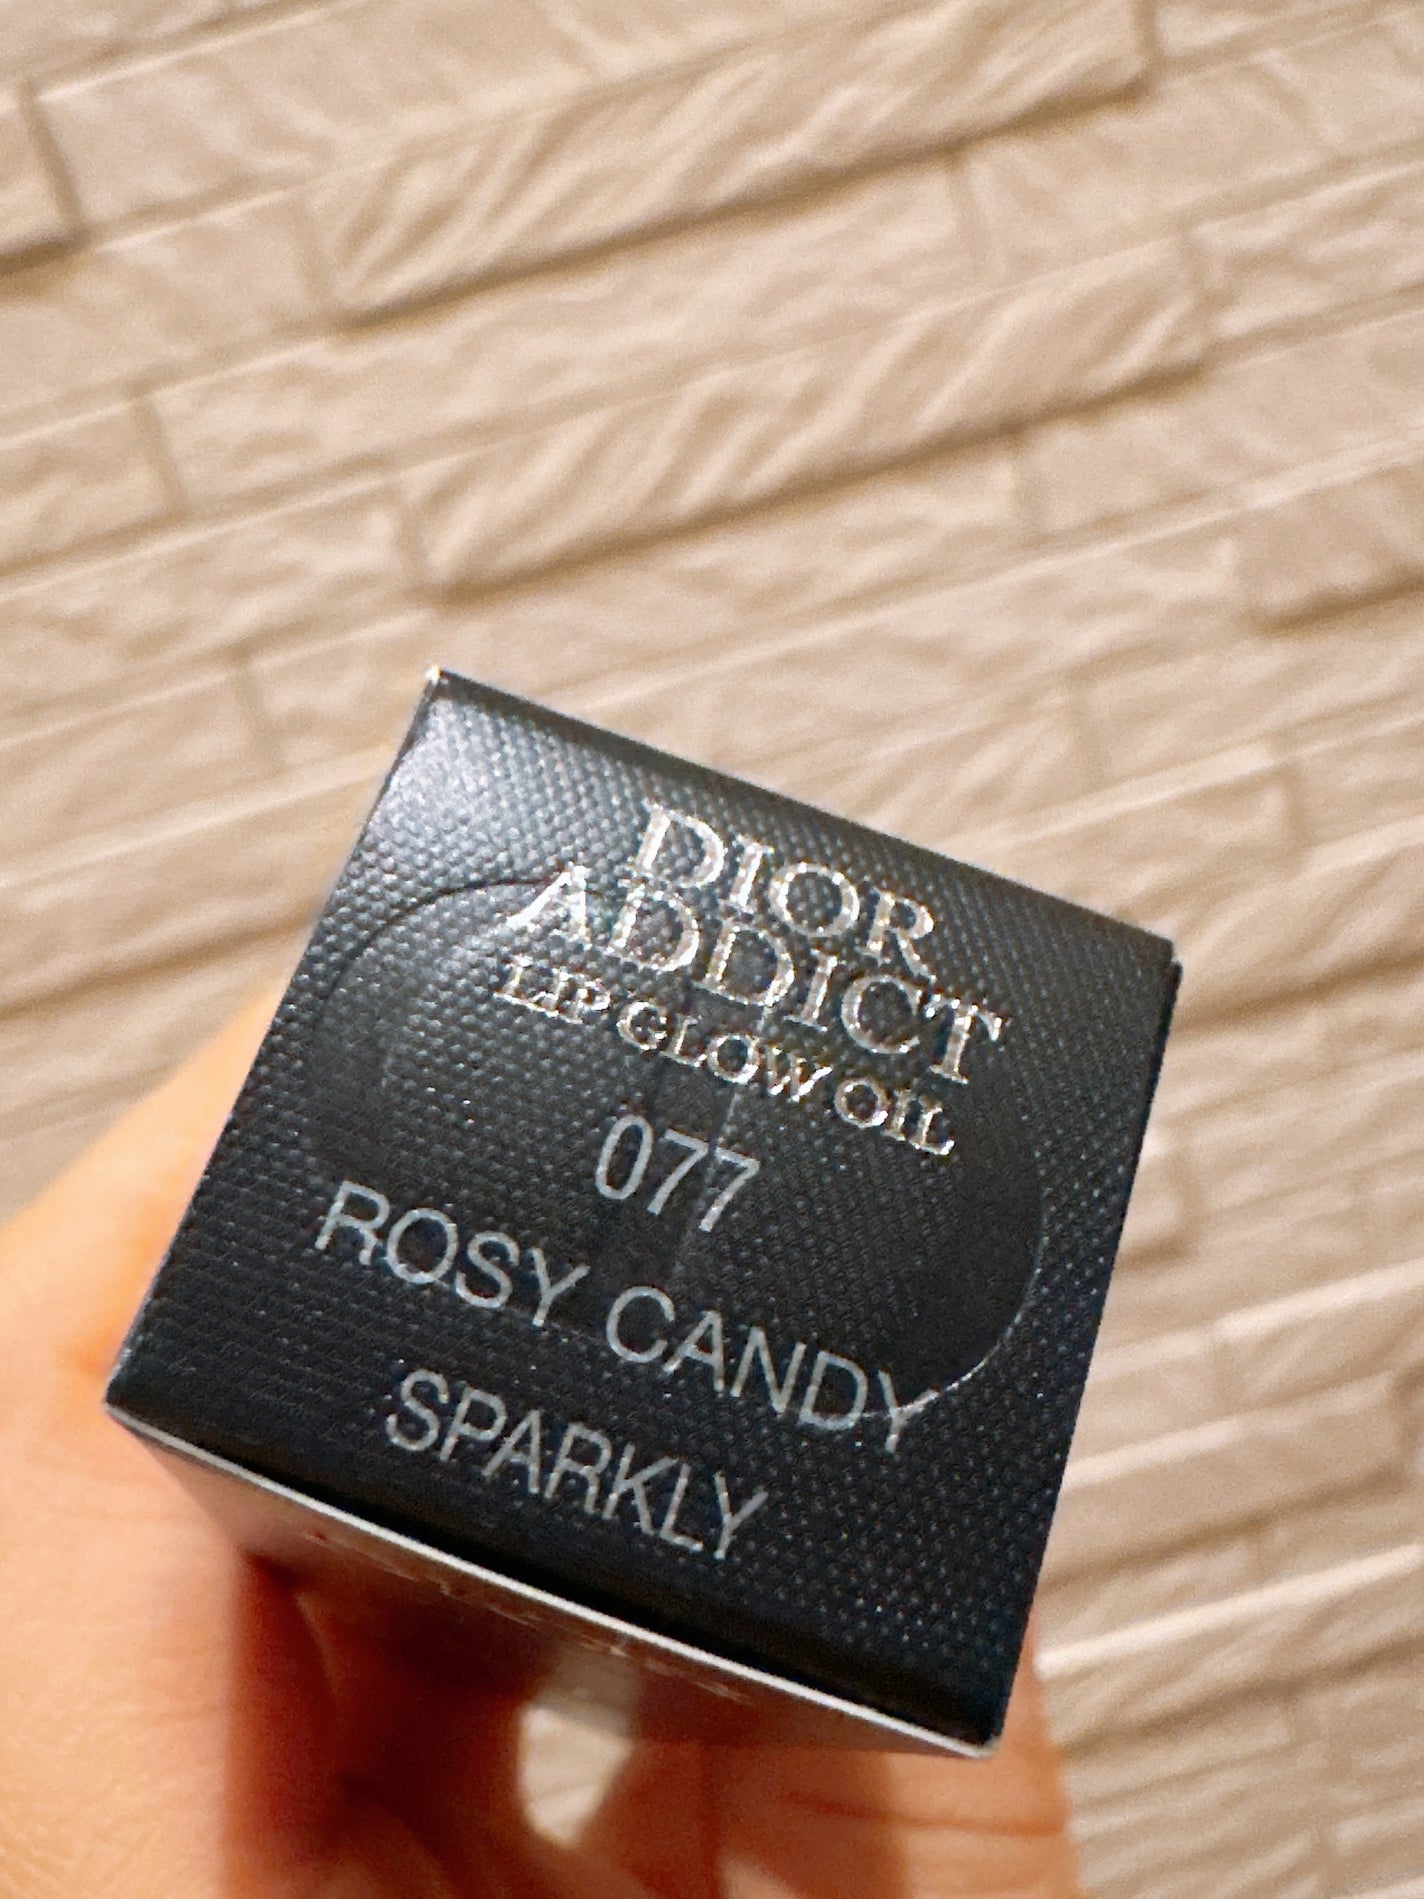 DIOR
ADDICT
LIP GLOW OIL
077
ROSY CANDY
SPARKLY